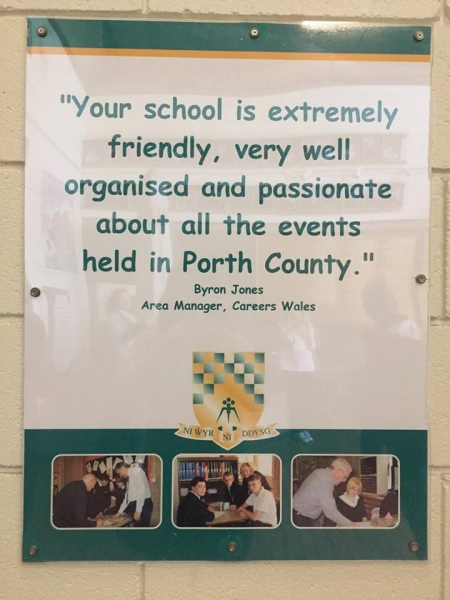 "Your school is extremely
friendly, very well
organised and passionate
about all the events
held in Porth County."
Byron Jones
Area Manager, Careers Wales
NI WYR NI DDYSG